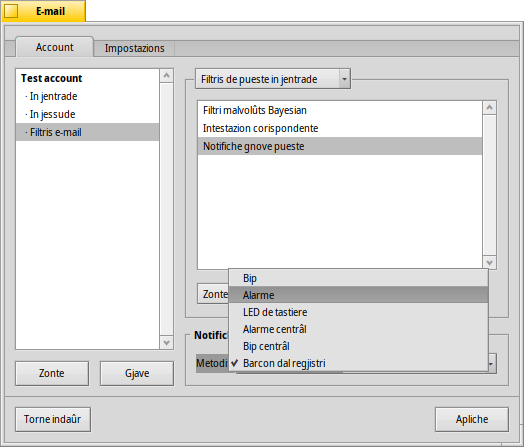 E-mail
Account
Impostazions
Test account
· In jentrade
· In jessude
· Filtris e-mail
Zonte
Gjave
Filtris de pueste in jentrade
Filtri malvolûts Bayesian
Intestazion corispondente
Notifiche gnove pueste
Zonte
Notific
Metodi
Bip
Alarme
LED de tastiere
Alarme centrâl
Bip centrâl
✓ Barcon dal regjistri
Torne indaûr
Apliche